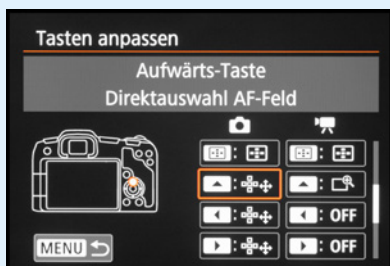 Tasten anpassen
Aufwärts-Taste
Direktauswahl AF-Feld
OFF
OFF
MENU